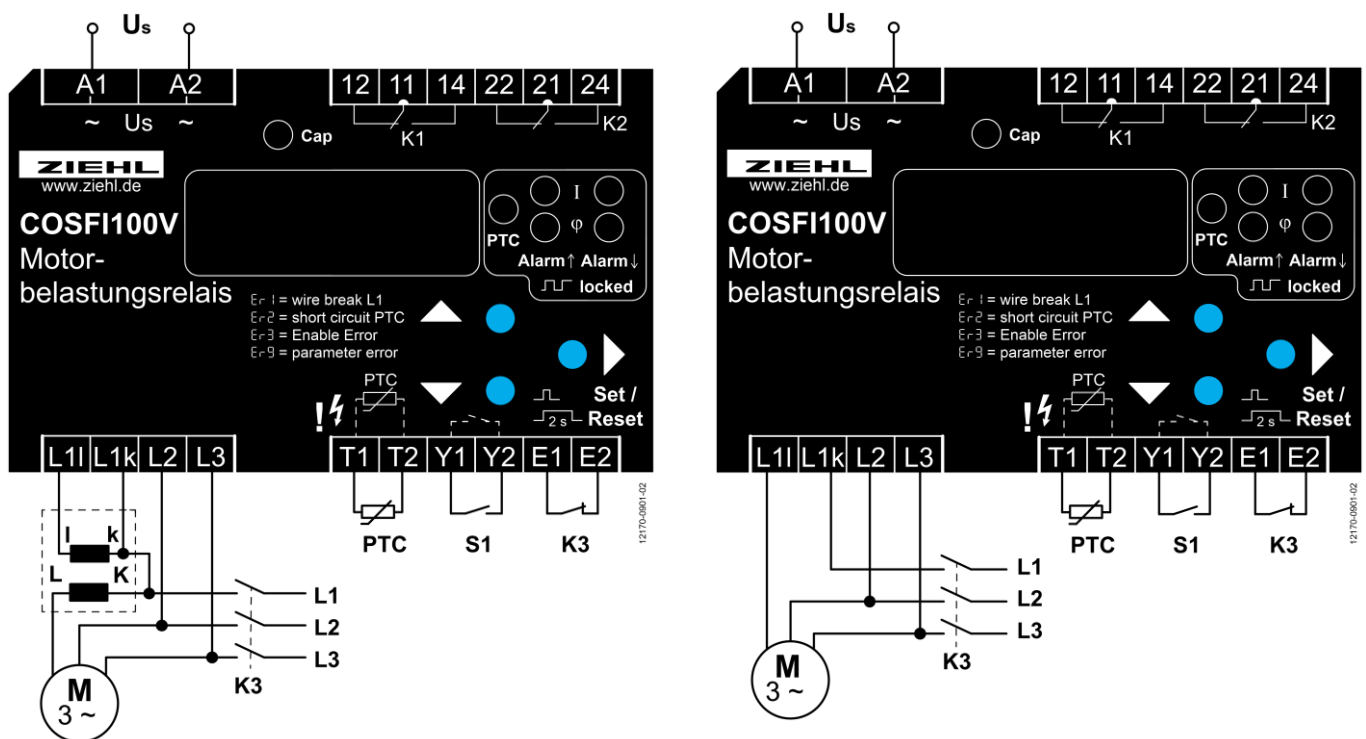 Us
A1 A2 12 11 14 22 21 24
~ Us ~ K1 K2
Cap
ZIEHL
www.ziehl.de
I
COSFI100V
PTC φ
Motor-
belastungsrelais
Alarm↑ Alarm↓
locked
Er1 = wire break L1
Er2 = short circuit PTC
Er3 = Enable Error
Er9 = parameter error
PTC
Set /
! 2 s Reset
L1l L1k L2 L3 T1 T2 Y1 Y2 E1 E2
PTC S1 K3
12170-0901-02
l k
L K
L1
L2
L3
K3
M
3 ~
Us
A1 A2 12 11 14 22 21 24
~ Us ~ K1 K2
Cap
ZIEHL
www.ziehl.de
I
COSFI100V
PTC φ
Motor-
belastungsrelais
Alarm↑ Alarm↓
locked
Er1 = wire break L1
Er2 = short circuit PTC
Er3 = Enable Error
Er9 = parameter error
PTC
Set /
! 2 s Reset
L1l L1k L2 L3 T1 T2 Y1 Y2 E1 E2
PTC S1 K3
12170-0901-02
L1
L2
L3
K3
M
3 ~